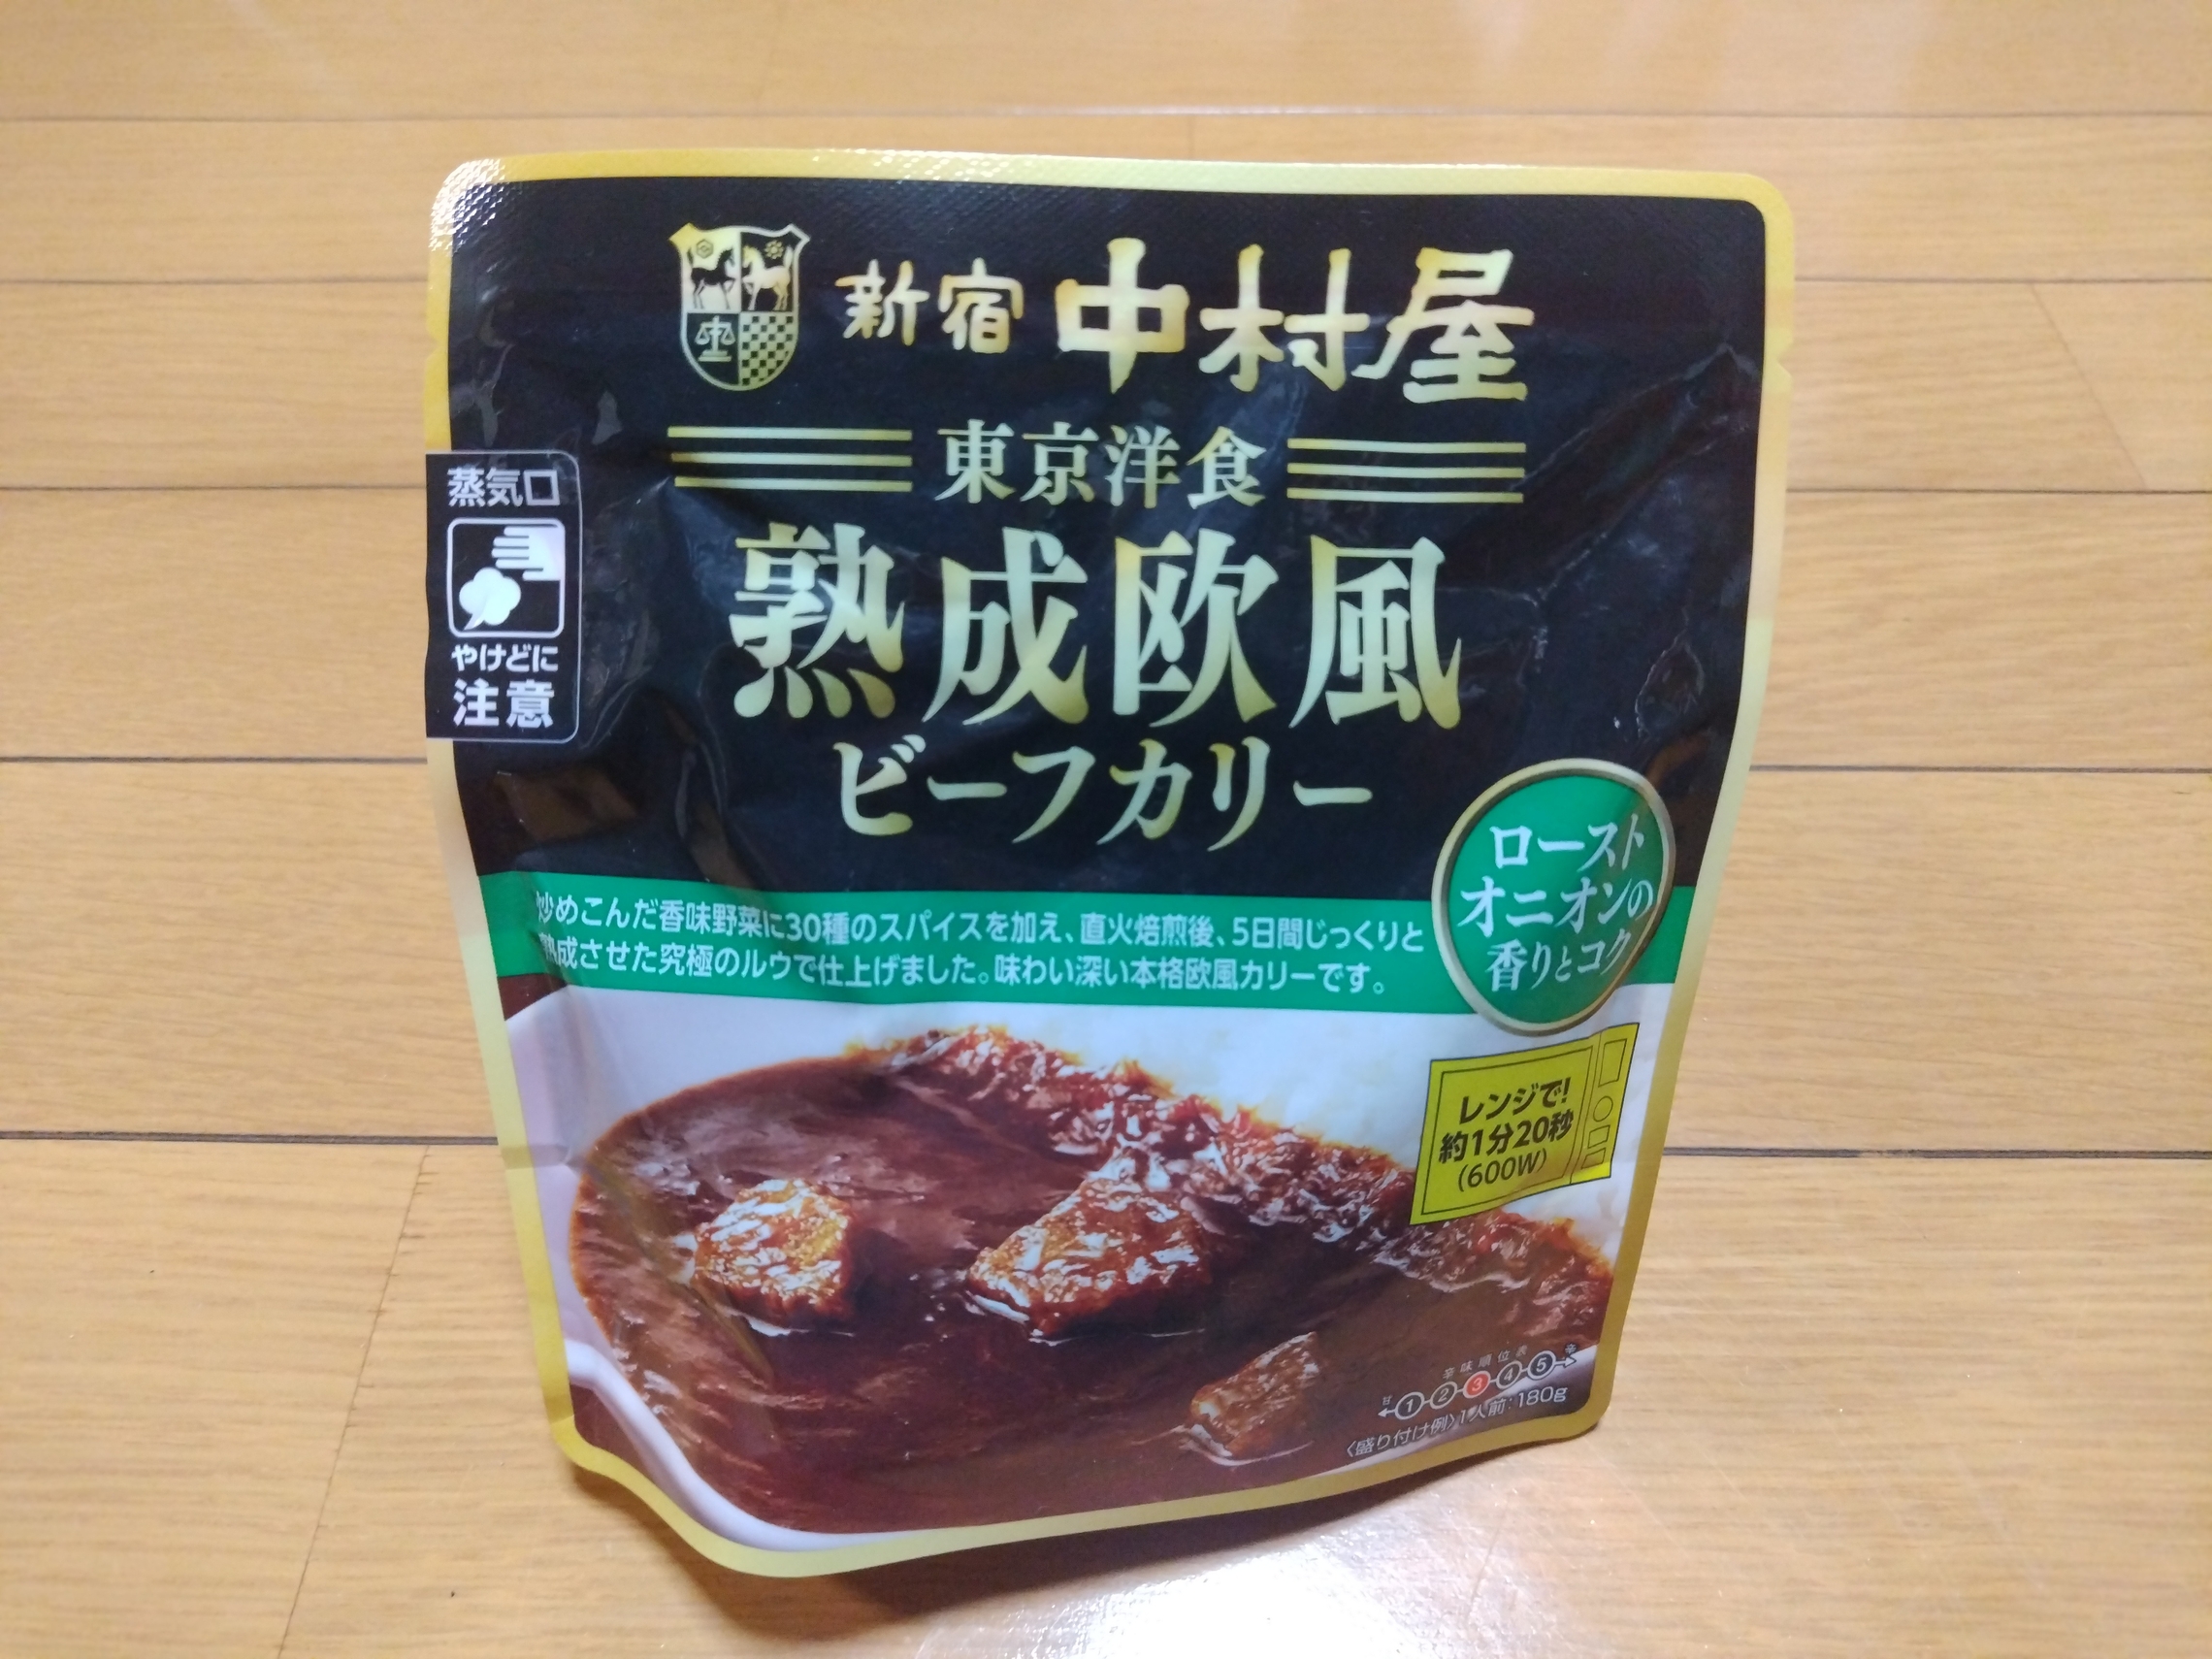 新宿 中村屋
東京洋食
熟成欧風
ビーフカリー
蒸気口
やけどに
注意
ロースト
オニオンの
香りとコク
炒めこんだ香味野菜に30種のスパイスを加え、直火焙煎後、5日間じっくりと
熟成させた究極のルウで仕上げました。味わい深い本格欧風カリーです。
レンジで!
約1分20秒
(600W)
辛味順位表
甘 1 2 3 4 5 辛
〈盛り付け例〉1人前:180g